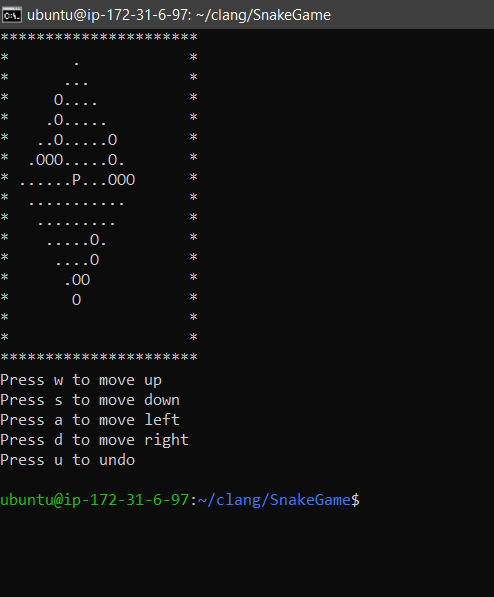 ubuntu@ip-172-31-6-97: ~/clang/SnakeGame
**********************
*       .            *
*      ...           *
*     O....          *
*    .O.....         *
*   ..O.....O        *
*  .OOO.....O.       *
* ......P...OOO      *
*  ...........       *
*   .........        *
*    .....O.         *
*     ....O          *
*      .OO           *
*       O            *
*                    *
*                    *
**********************
Press w to move up
Press s to move down
Press a to move left
Press d to move right
Press u to undo
ubuntu@ip-172-31-6-97:~/clang/SnakeGame$